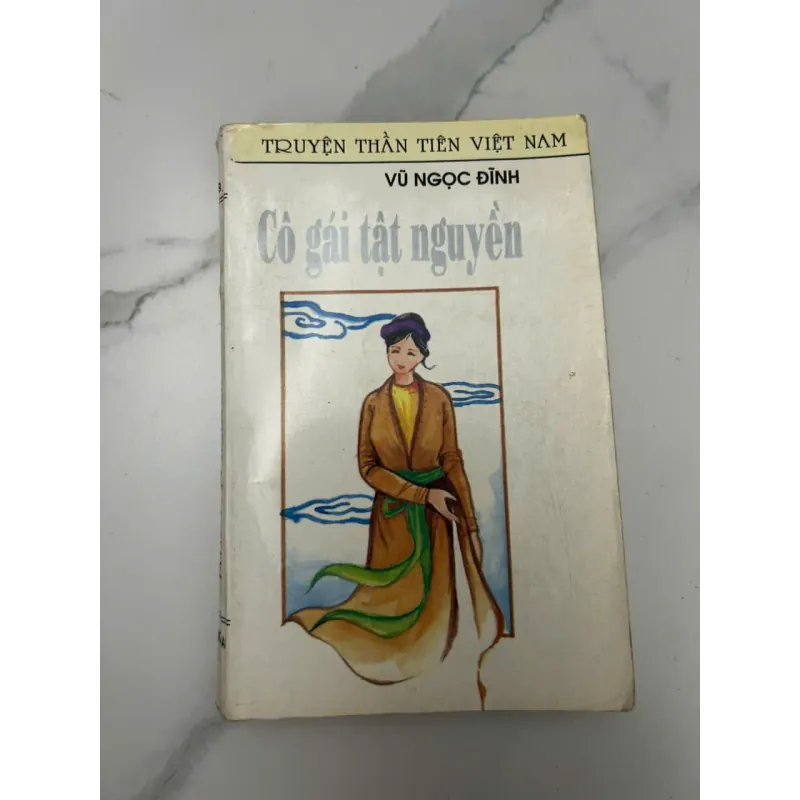 TRUYỆN THẦN TIÊN VIỆT NAM
VŨ NGỌC ĐĨNH
Cô gái tật nguyền